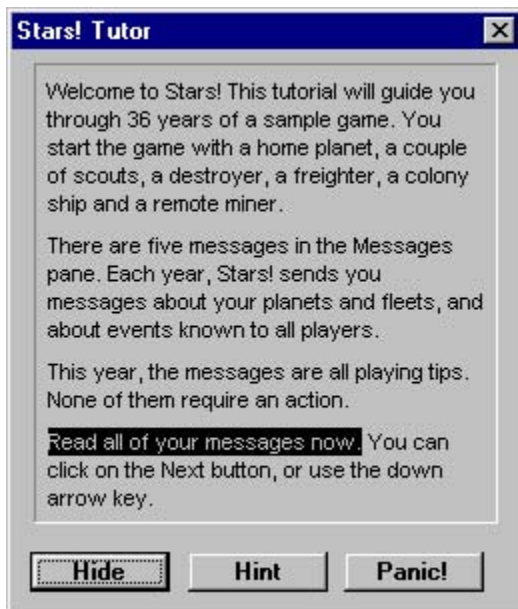 Stars! Tutor
Welcome to Stars! This tutorial will guide you
through 36 years of a sample game. You
start the game with a home planet, a couple
of scouts, a destroyer, a freighter, a colony
ship and a remote miner.
There are five messages in the Messages
pane. Each year, Stars! sends you
messages about your planets and fleets, and
about events known to all players.
This year, the messages are all playing tips.
None of them require an action.
Read all of your messages now. You can
click on the Next button, or use the down
arrow key.
Hide Hint Panic!